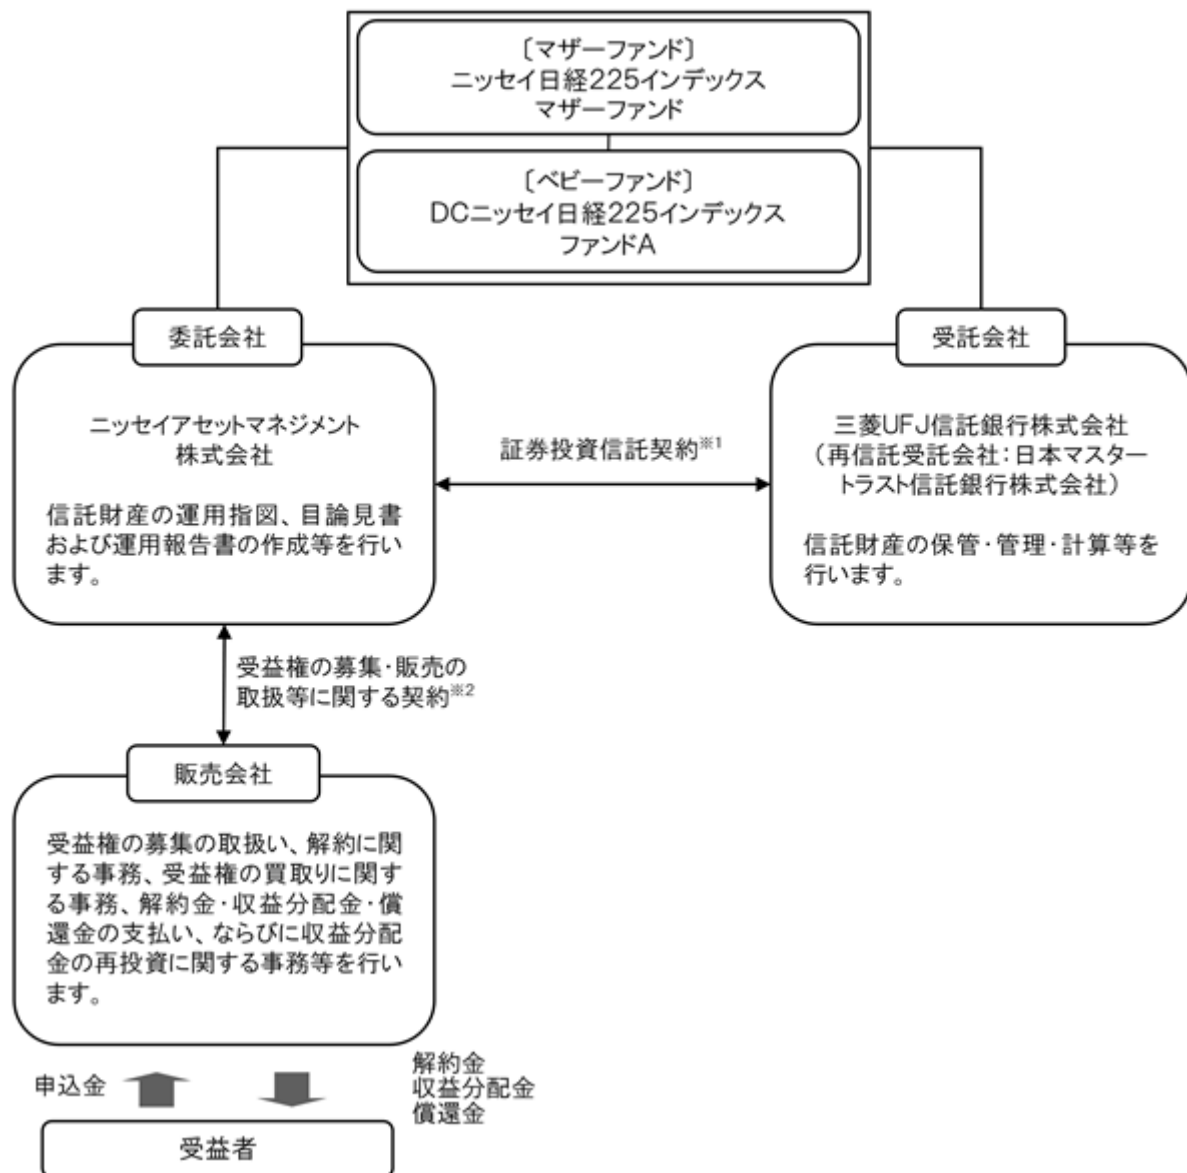 〔マザーファンド〕
ニッセイ日経225インデックス
マザーファンド
〔ベビーファンド〕
DCニッセイ日経225インデックス
ファンドA
委託会社
ニッセイアセットマネジメント
株式会社
信託財産の運用指図、目論見書
および運用報告書の作成等を行い
ます。
証券投資信託契約※1
受託会社
三菱UFJ信託銀行株式会社
（再信託受託会社：日本マスター
トラスト信託銀行株式会社）
信託財産の保管・管理・計算等を
行います。
受益権の募集・販売の
取扱等に関する契約※2
販売会社
受益権の募集の取扱い、解約に関
する事務、受益権の買取りに関す
る事務、解約金・収益分配金・償
還金の支払い、ならびに収益分配
金の再投資に関する事務等を行い
ます。
申込金
解約金
収益分配金
償還金
受益者